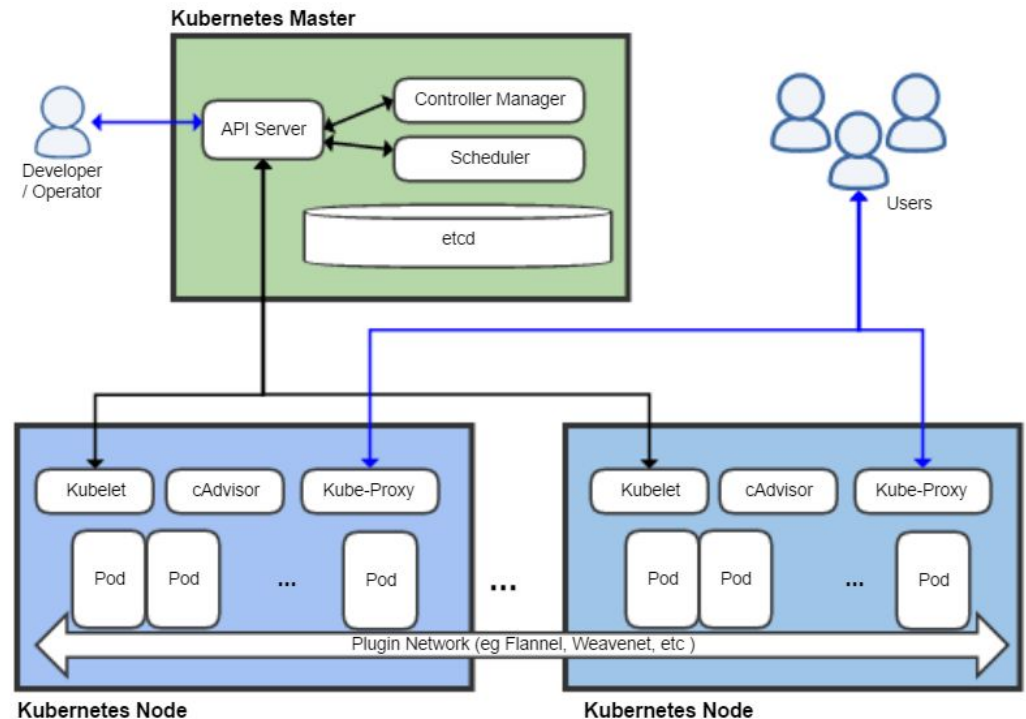 Kubernetes Master
API Server
Controller Manager
Scheduler
etcd
Developer
/ Operator
Users
Kubelet
cAdvisor
Kube-Proxy
Pod
Pod
...
Pod
...
Kubelet
cAdvisor
Kube-Proxy
Pod
Pod
...
Pod
Plugin Network (eg Flannel, Weavenet, etc )
Kubernetes Node
Kubernetes Node